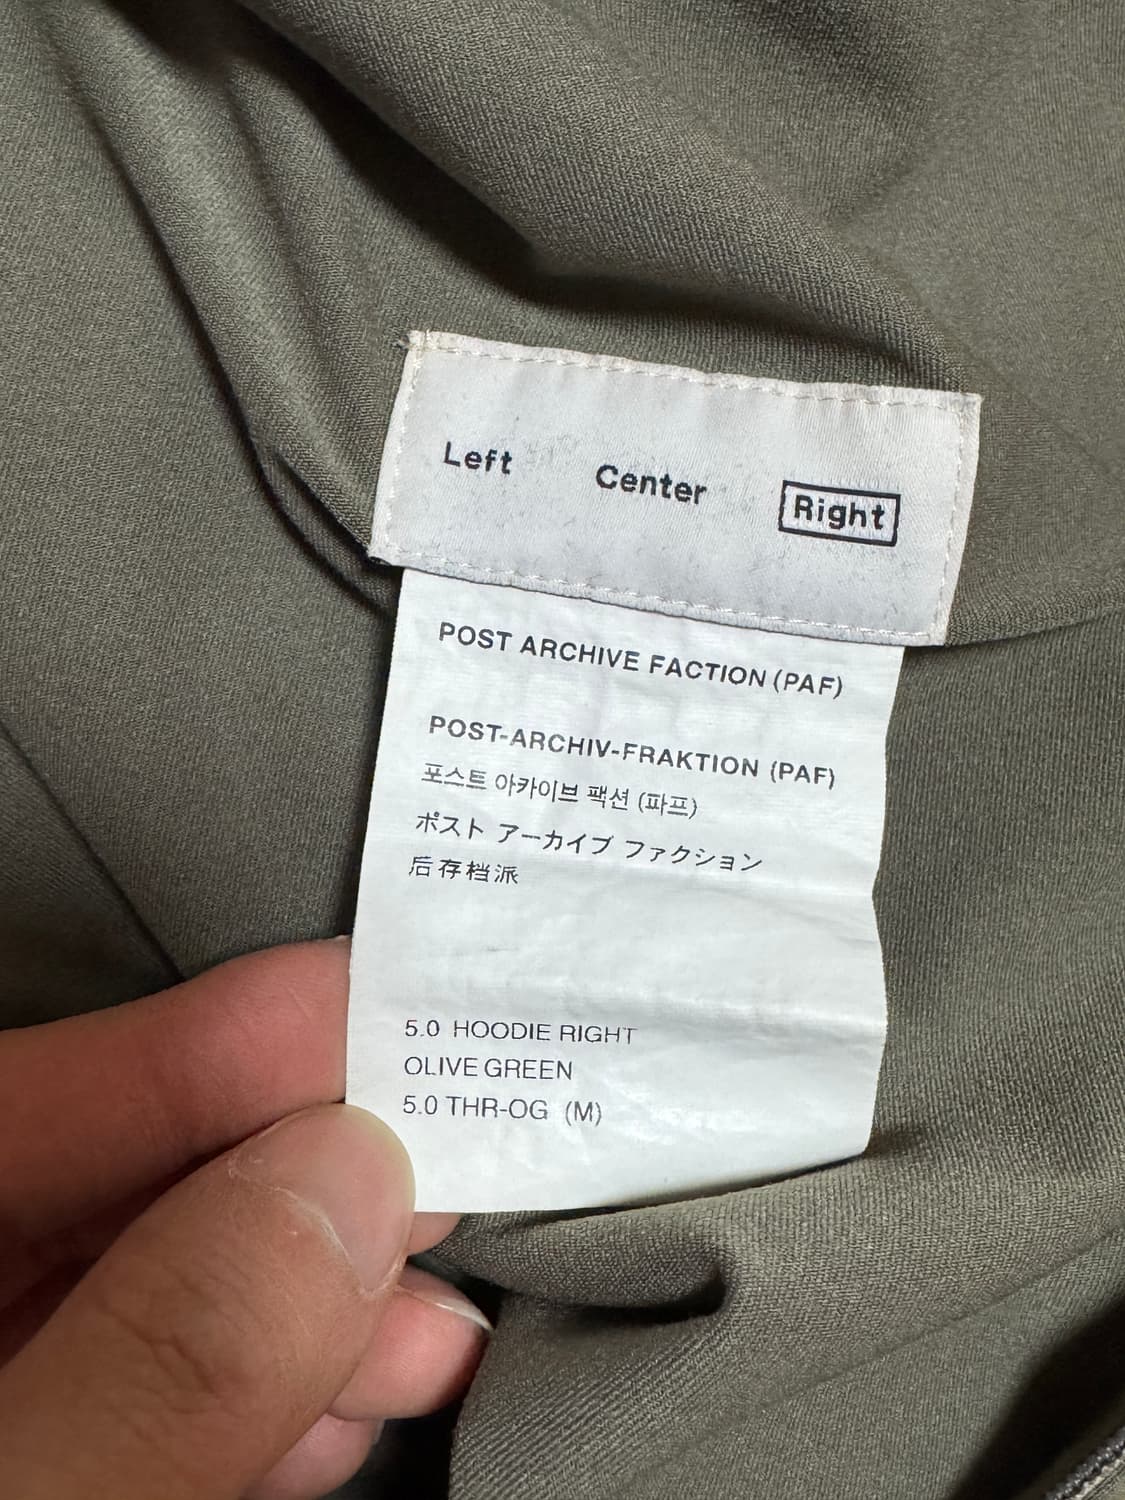 Left Center Right
POST ARCHIVE FACTION (PAF)
POST-ARCHIV-FRAKTION (PAF)
포스트 아카이브 팩션 (파프)
ポスト アーカイブ ファクション
后存档派
5.0 HOODIE RIGHT
OLIVE GREEN
5.0 THR-OG (M)